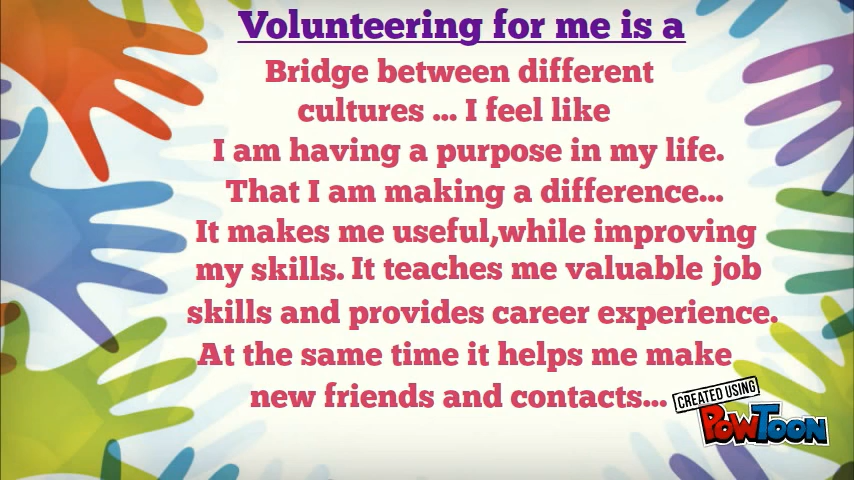 Volunteering for me is a
Bridge between different
cultures ... I feel like
I am having a purpose in my life.
That I am making a difference...
It makes me useful,while improving
my skills. It teaches me valuable job
skills and provides career experience.
At the same time it helps me make
new friends and contacts...
CREATED USING
POWTOON